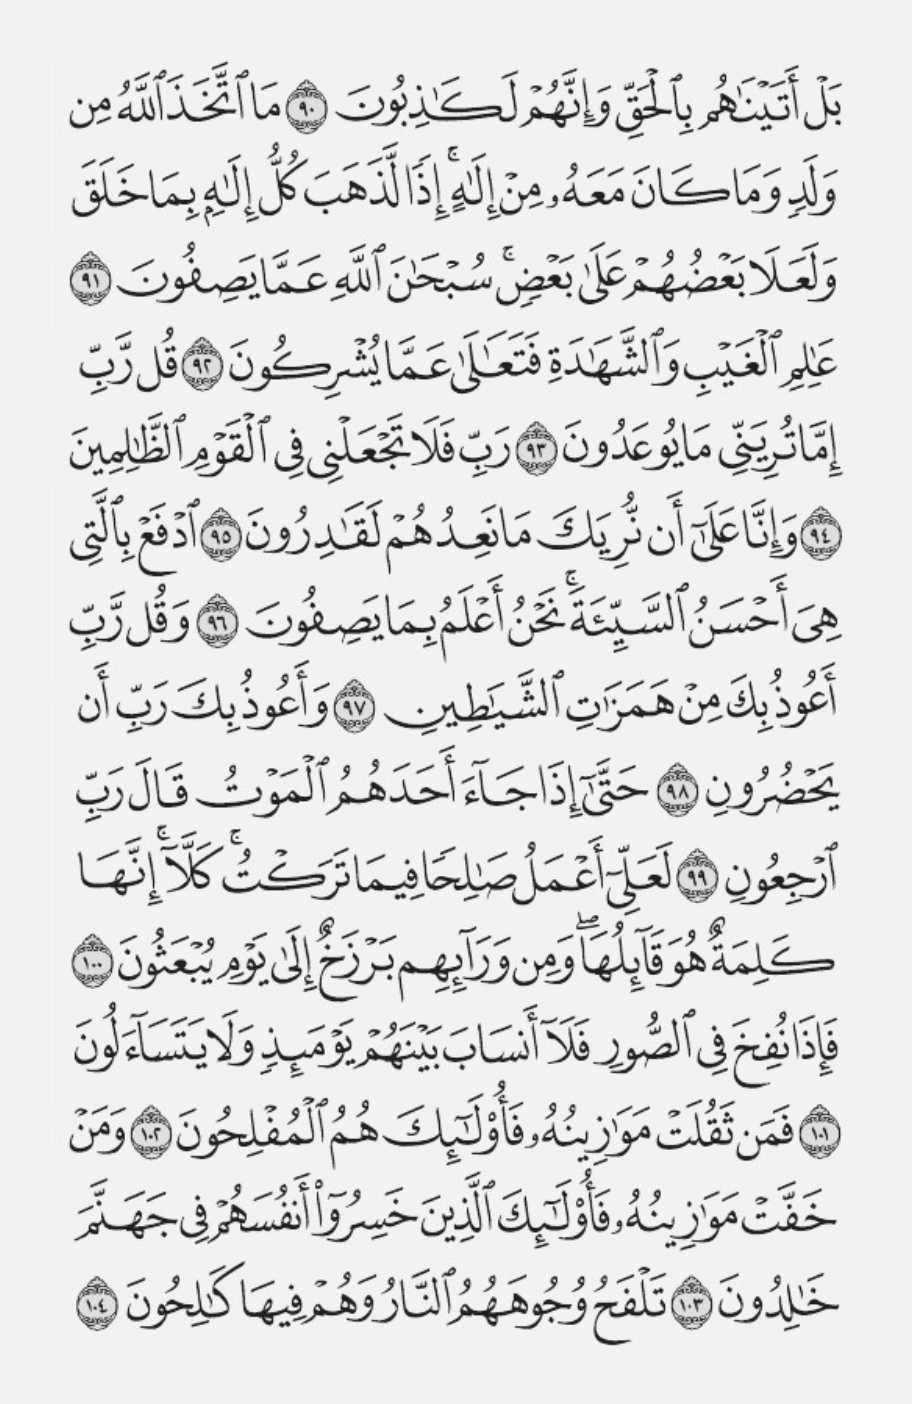 بَلْ أَتَيْنَٰهُم بِٱلْحَقِّ وَإِنَّهُمْ لَكَٰذِبُونَ ٩٠ مَا ٱتَّخَذَ ٱللَّهُ مِن
وَلَدٍ وَمَا كَانَ مَعَهُۥ مِنْ إِلَٰهٍ ۚ إِذًا لَّذَهَبَ كُلُّ إِلَٰهٍۭ بِمَا خَلَقَ
وَلَعَلَا بَعْضُهُمْ عَلَىٰ بَعْضٍ ۚ سُبْحَٰنَ ٱللَّهِ عَمَّا يَصِفُونَ ٩١
عَٰلِمِ ٱلْغَيْبِ وَٱلشَّهَٰدَةِ فَتَعَٰلَىٰ عَمَّا يُشْرِكُونَ ٩٢ قُل رَّبِّ
إِمَّا تُرِيَنِّى مَا يُوعَدُونَ ٩٣ رَبِّ فَلَا تَجْعَلْنِى فِى ٱلْقَوْمِ ٱلظَّٰلِمِينَ
٩٤ وَإِنَّا عَلَىٰٓ أَن نُّرِيَكَ مَا نَعِدُهُمْ لَقَٰدِرُونَ ٩٥ ٱدْفَعْ بِٱلَّتِى
هِىَ أَحْسَنُ ٱلسَّيِّئَةَ ۚ نَحْنُ أَعْلَمُ بِمَا يَصِفُونَ ٩٦ وَقُل رَّبِّ
أَعُوذُ بِكَ مِنْ هَمَزَٰتِ ٱلشَّيَٰطِينِ ٩٧ وَأَعُوذُ بِكَ رَبِّ أَن
يَحْضُرُونِ ٩٨ حَتَّىٰٓ إِذَا جَآءَ أَحَدَهُمُ ٱلْمَوْتُ قَالَ رَبِّ
ٱرْجِعُونِ ٩٩ لَعَلِّىٓ أَعْمَلُ صَٰلِحًا فِيمَا تَرَكْتُ ۚ كَلَّآ ۚ إِنَّهَا
كَلِمَةٌ هُوَ قَآئِلُهَا ۖ وَمِن وَرَآئِهِم بَرْزَخٌ إِلَىٰ يَوْمِ يُبْعَثُونَ ١٠٠
فَإِذَا نُفِخَ فِى ٱلصُّورِ فَلَآ أَنسَابَ بَيْنَهُمْ يَوْمَئِذٍ وَلَا يَتَسَآءَلُونَ
١٠١ فَمَن ثَقُلَتْ مَوَٰزِينُهُۥ فَأُو۟لَٰٓئِكَ هُمُ ٱلْمُفْلِحُونَ ١٠٢ وَمَنْ
خَفَّتْ مَوَٰزِينُهُۥ فَأُو۟لَٰٓئِكَ ٱلَّذِينَ خَسِرُوٓا۟ أَنفُسَهُمْ فِى جَهَنَّمَ
خَٰلِدُونَ ١٠٣ تَلْفَحُ وُجُوهَهُمُ ٱلنَّارُ وَهُمْ فِيهَا كَٰلِحُونَ ١٠٤